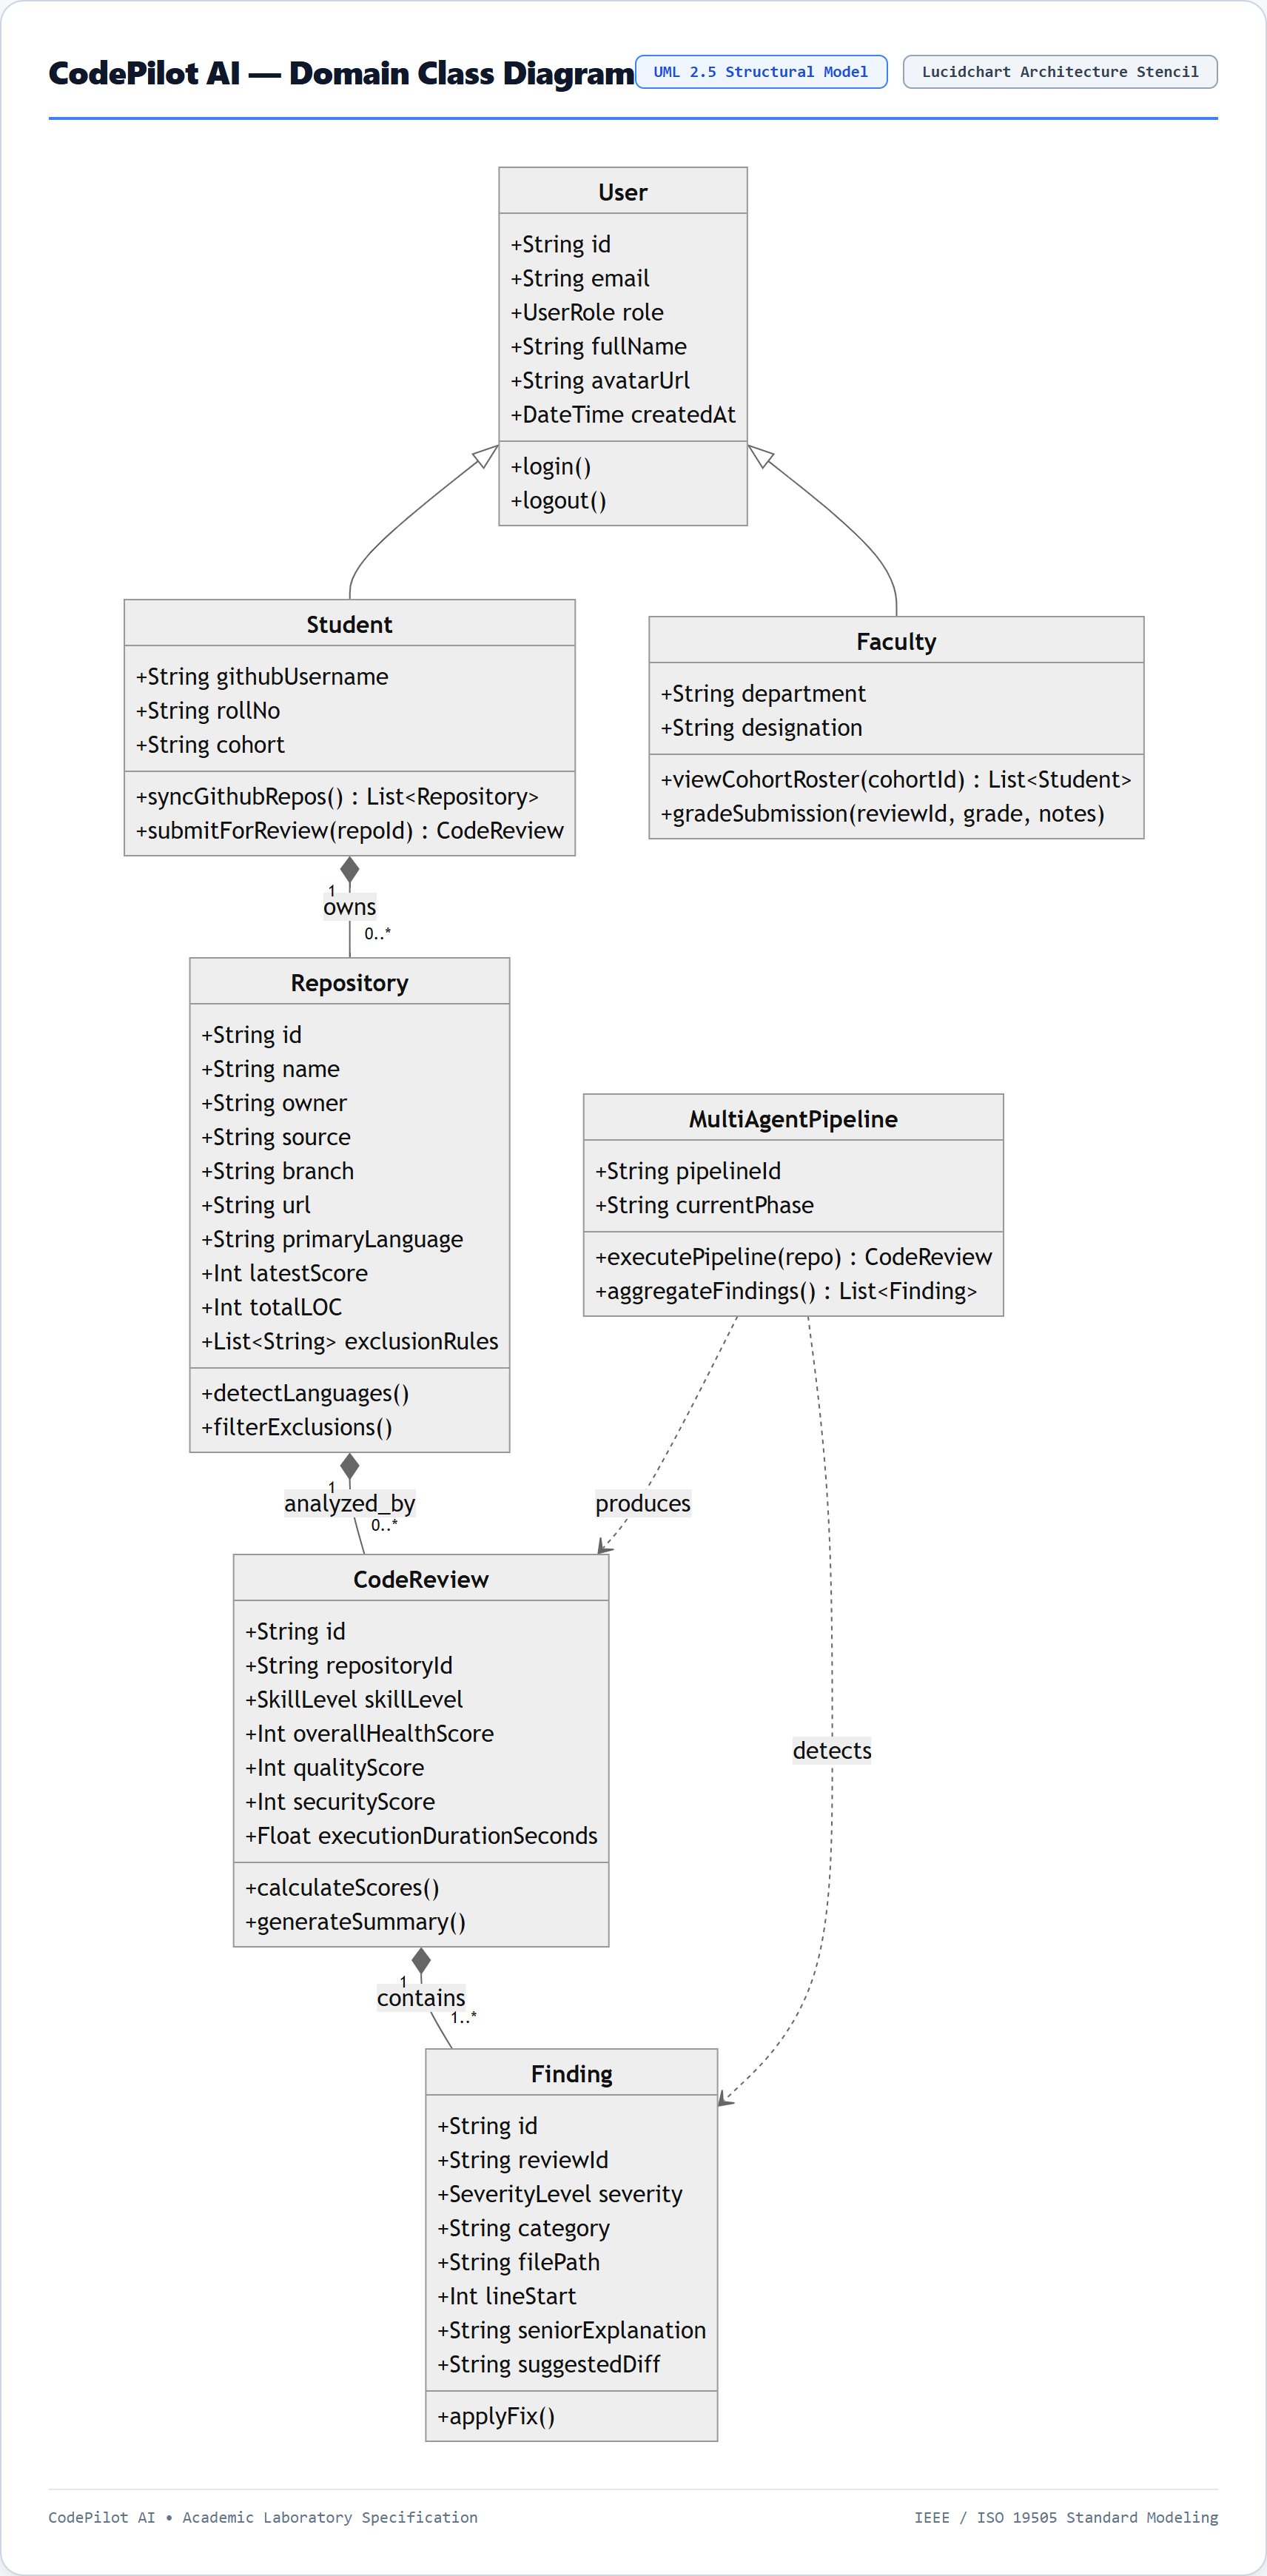 CodePilot AI — Domain Class Diagram
UML 2.5 Structural Model
Lucidchart Architecture Stencil
User
+String id
+String email
+UserRole role
+String fullName
+String avatarUrl
+DateTime createdAt
+login()
+logout()
Student
+String githubUsername
+String rollNo
+String cohort
+syncGithubRepos() : List<Repository>
+submitForReview(repoId) : CodeReview
Faculty
+String department
+String designation
+viewCohortRoster(cohortId) : List<Student>
+gradeSubmission(reviewId, grade, notes)
1
owns
0..*
Repository
+String id
+String name
+String owner
+String source
+String branch
+String url
+String primaryLanguage
+Int latestScore
+Int totalLOC
+List<String> exclusionRules
+detectLanguages()
+filterExclusions()
MultiAgentPipeline
+String pipelineId
+String currentPhase
+executePipeline(repo) : CodeReview
+aggregateFindings() : List<Finding>
1
analyzed_by
0..*
produces
CodeReview
+String id
+String repositoryId
+SkillLevel skillLevel
+Int overallHealthScore
+Int qualityScore
+Int securityScore
+Float executionDurationSeconds
+calculateScores()
+generateSummary()
detects
1
contains
1..*
Finding
+String id
+String reviewId
+SeverityLevel severity
+String category
+String filePath
+Int lineStart
+String seniorExplanation
+String suggestedDiff
+applyFix()
CodePilot AI • Academic Laboratory Specification
IEEE / ISO 19505 Standard Modeling